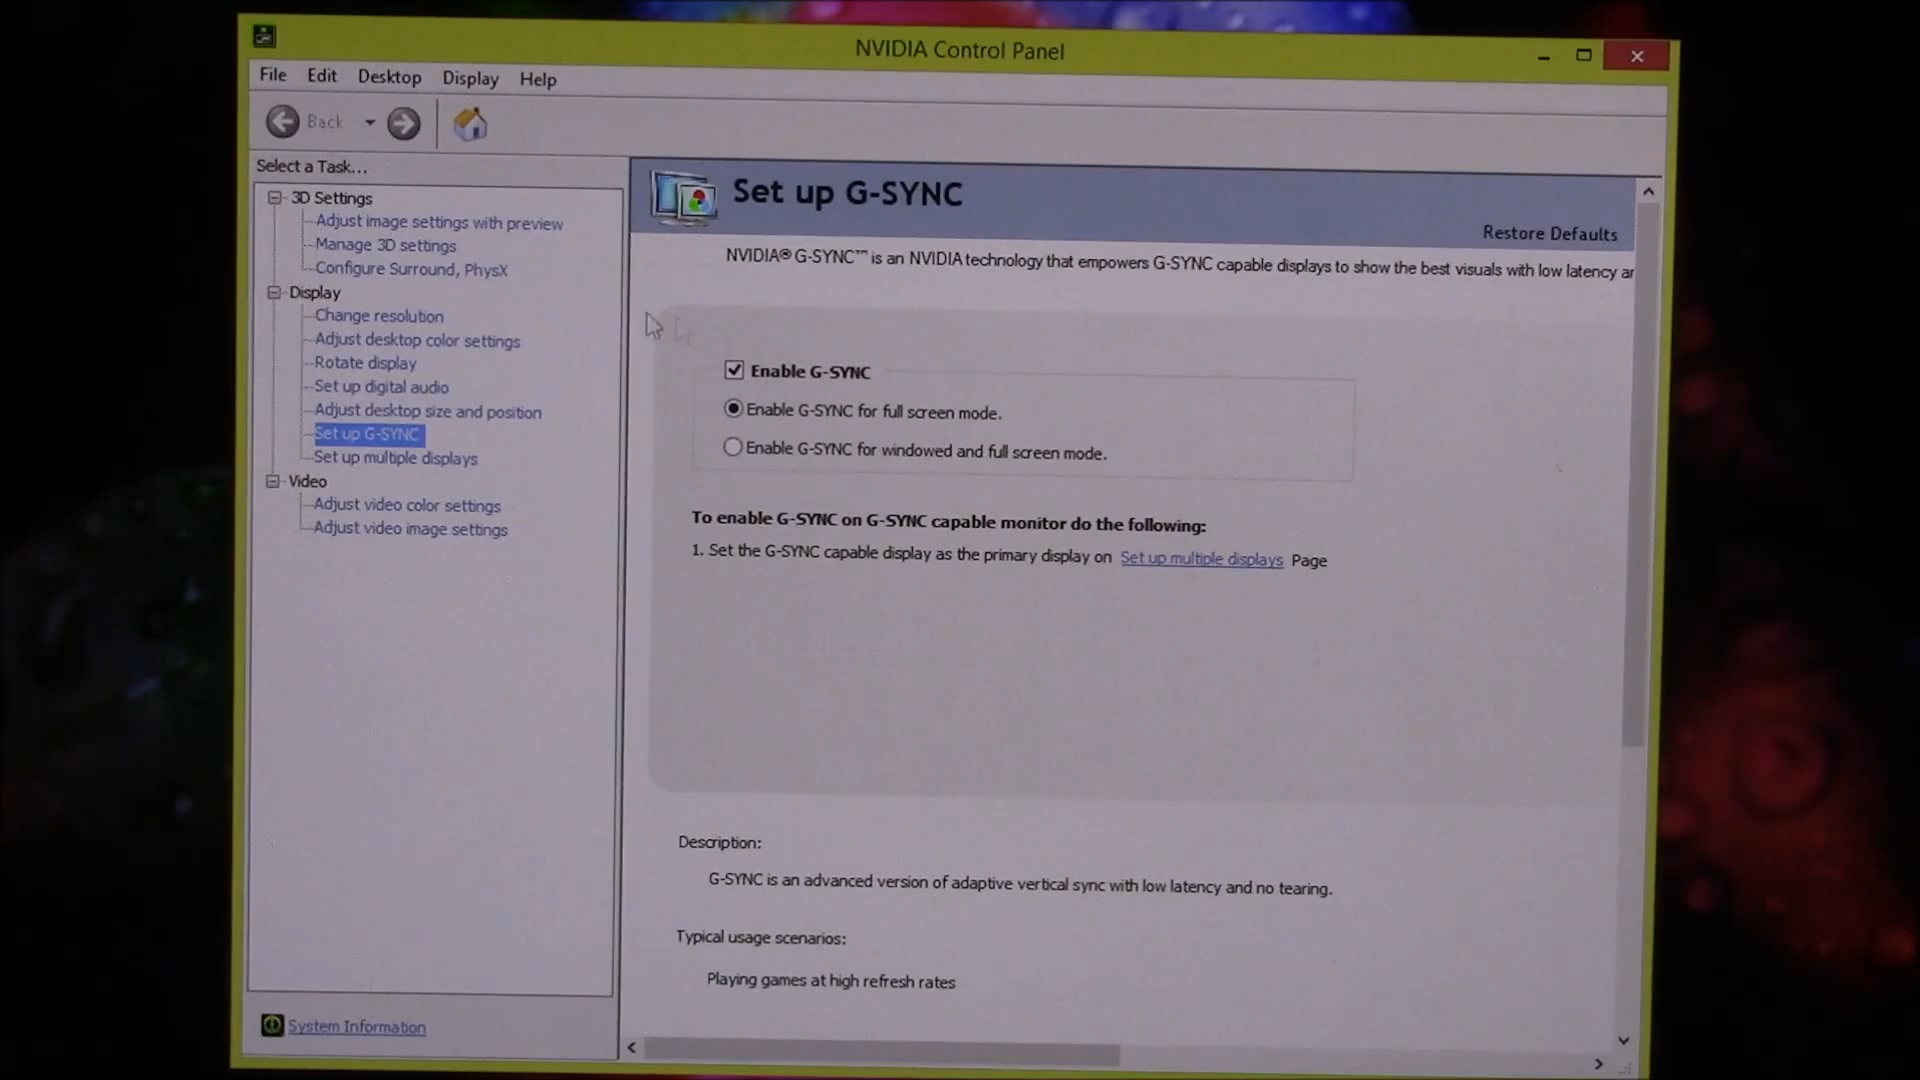 NVIDIA Control Panel
File Edit Desktop Display Help
Back
Select a Task...
3D Settings
Adjust image settings with preview
Manage 3D settings
Configure Surround, PhysX
Display
Change resolution
Adjust desktop color settings
Rotate display
Set up digital audio
Adjust desktop size and position
Set up G-SYNC
Set up multiple displays
Video
Adjust video color settings
Adjust video image settings
System Information
Set up G-SYNC
Restore Defaults
NVIDIA® G-SYNC™ is an NVIDIA technology that empowers G-SYNC capable displays to show the best visuals with low latency ar
Enable G-SYNC
Enable G-SYNC for full screen mode.
Enable G-SYNC for windowed and full screen mode.
To enable G-SYNC on G-SYNC capable monitor do the following:
1. Set the G-SYNC capable display as the primary display on Set up multiple displays Page
Description:
G-SYNC is an advanced version of adaptive vertical sync with low latency and no tearing.
Typical usage scenarios:
Playing games at high refresh rates